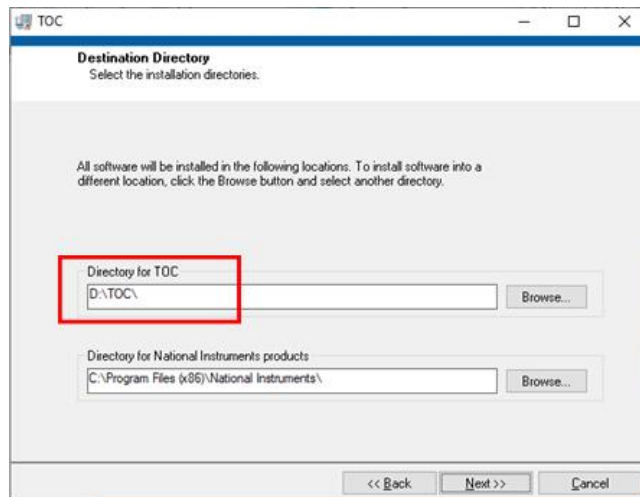 TOC
Destination Directory
Select the installation directories.
All software will be installed in the following locations. To install software into a
different location, click the Browse button and select another directory.
Directory for TOC
D:\TOC\
Browse...
Directory for National Instruments products
C:\Program Files (x86)\National Instruments\
Browse...
<< Back
Next >>
Cancel